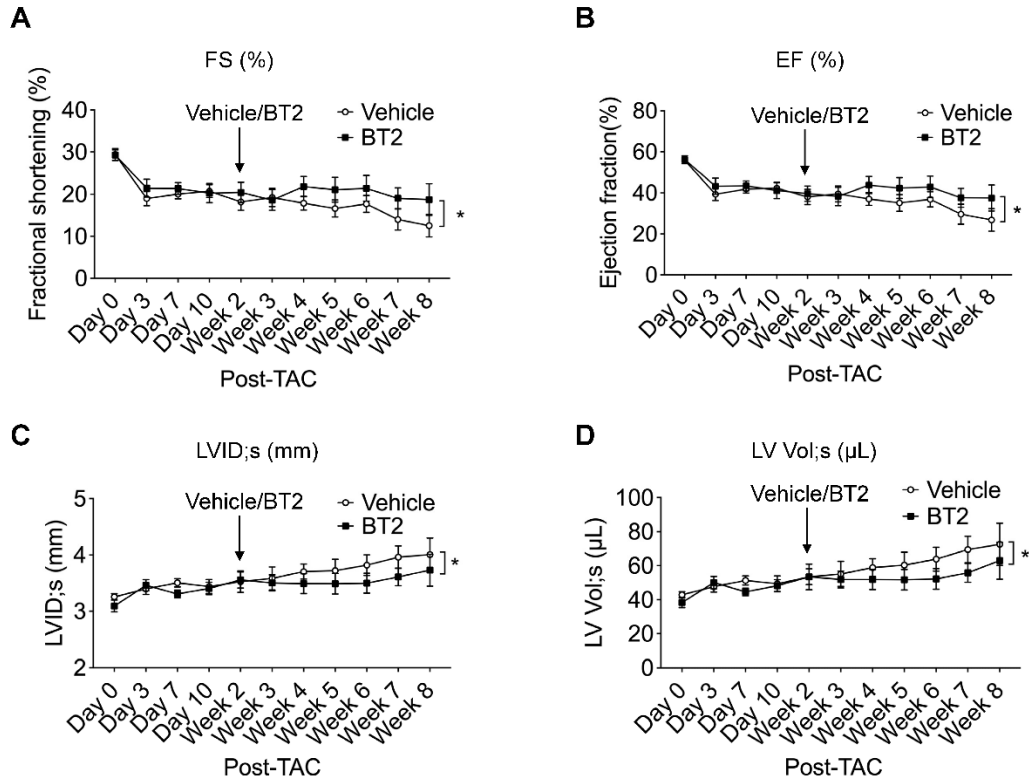 A
FS (%)
Fractional shortening (%)
40
30
20
10
0
Vehicle/BT2
Vehicle
BT2
*
Day 0
Day 3
Day 7
Day 10
Week 2
Week 3
Week 4
Week 5
Week 6
Week 7
Week 8
Post-TAC
B
EF (%)
Ejection fraction(%)
80
60
40
20
0
Vehicle/BT2
Vehicle
BT2
*
Day 0
Day 3
Day 7
Day 10
Week 2
Week 3
Week 4
Week 5
Week 6
Week 7
Week 8
Post-TAC
C
LVID;s (mm)
LVID;s (mm)
5
4
3
2
Vehicle/BT2
Vehicle
BT2
*
Day 0
Day 3
Day 7
Day 10
Week 2
Week 3
Week 4
Week 5
Week 6
Week 7
Week 8
Post-TAC
D
LV Vol;s (µL)
LV Vol;s (µL)
100
80
60
40
20
0
Vehicle/BT2
Vehicle
BT2
*
Day 0
Day 3
Day 7
Day 10
Week 2
Week 3
Week 4
Week 5
Week 6
Week 7
Week 8
Post-TAC